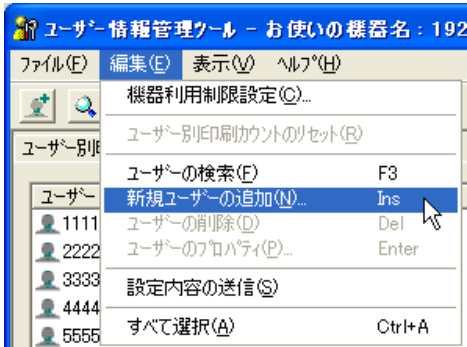 ユーザー情報管理ツール - お使いの機器名：192
ファイル(F) 編集(E) 表示(V) ヘルプ(H)
機器利用制限設定(C)...
ユーザー別印刷カウントのリセット(R)
ユーザー別
ユーザーの検索(F) F3
ユーザー
新規ユーザーの追加(N)... Ins
1111
ユーザーの削除(D) Del
2222
ユーザーのプロパティ(P)... Enter
3333
設定内容の送信(S)
4444
すべて選択(A) Ctrl+A
5555